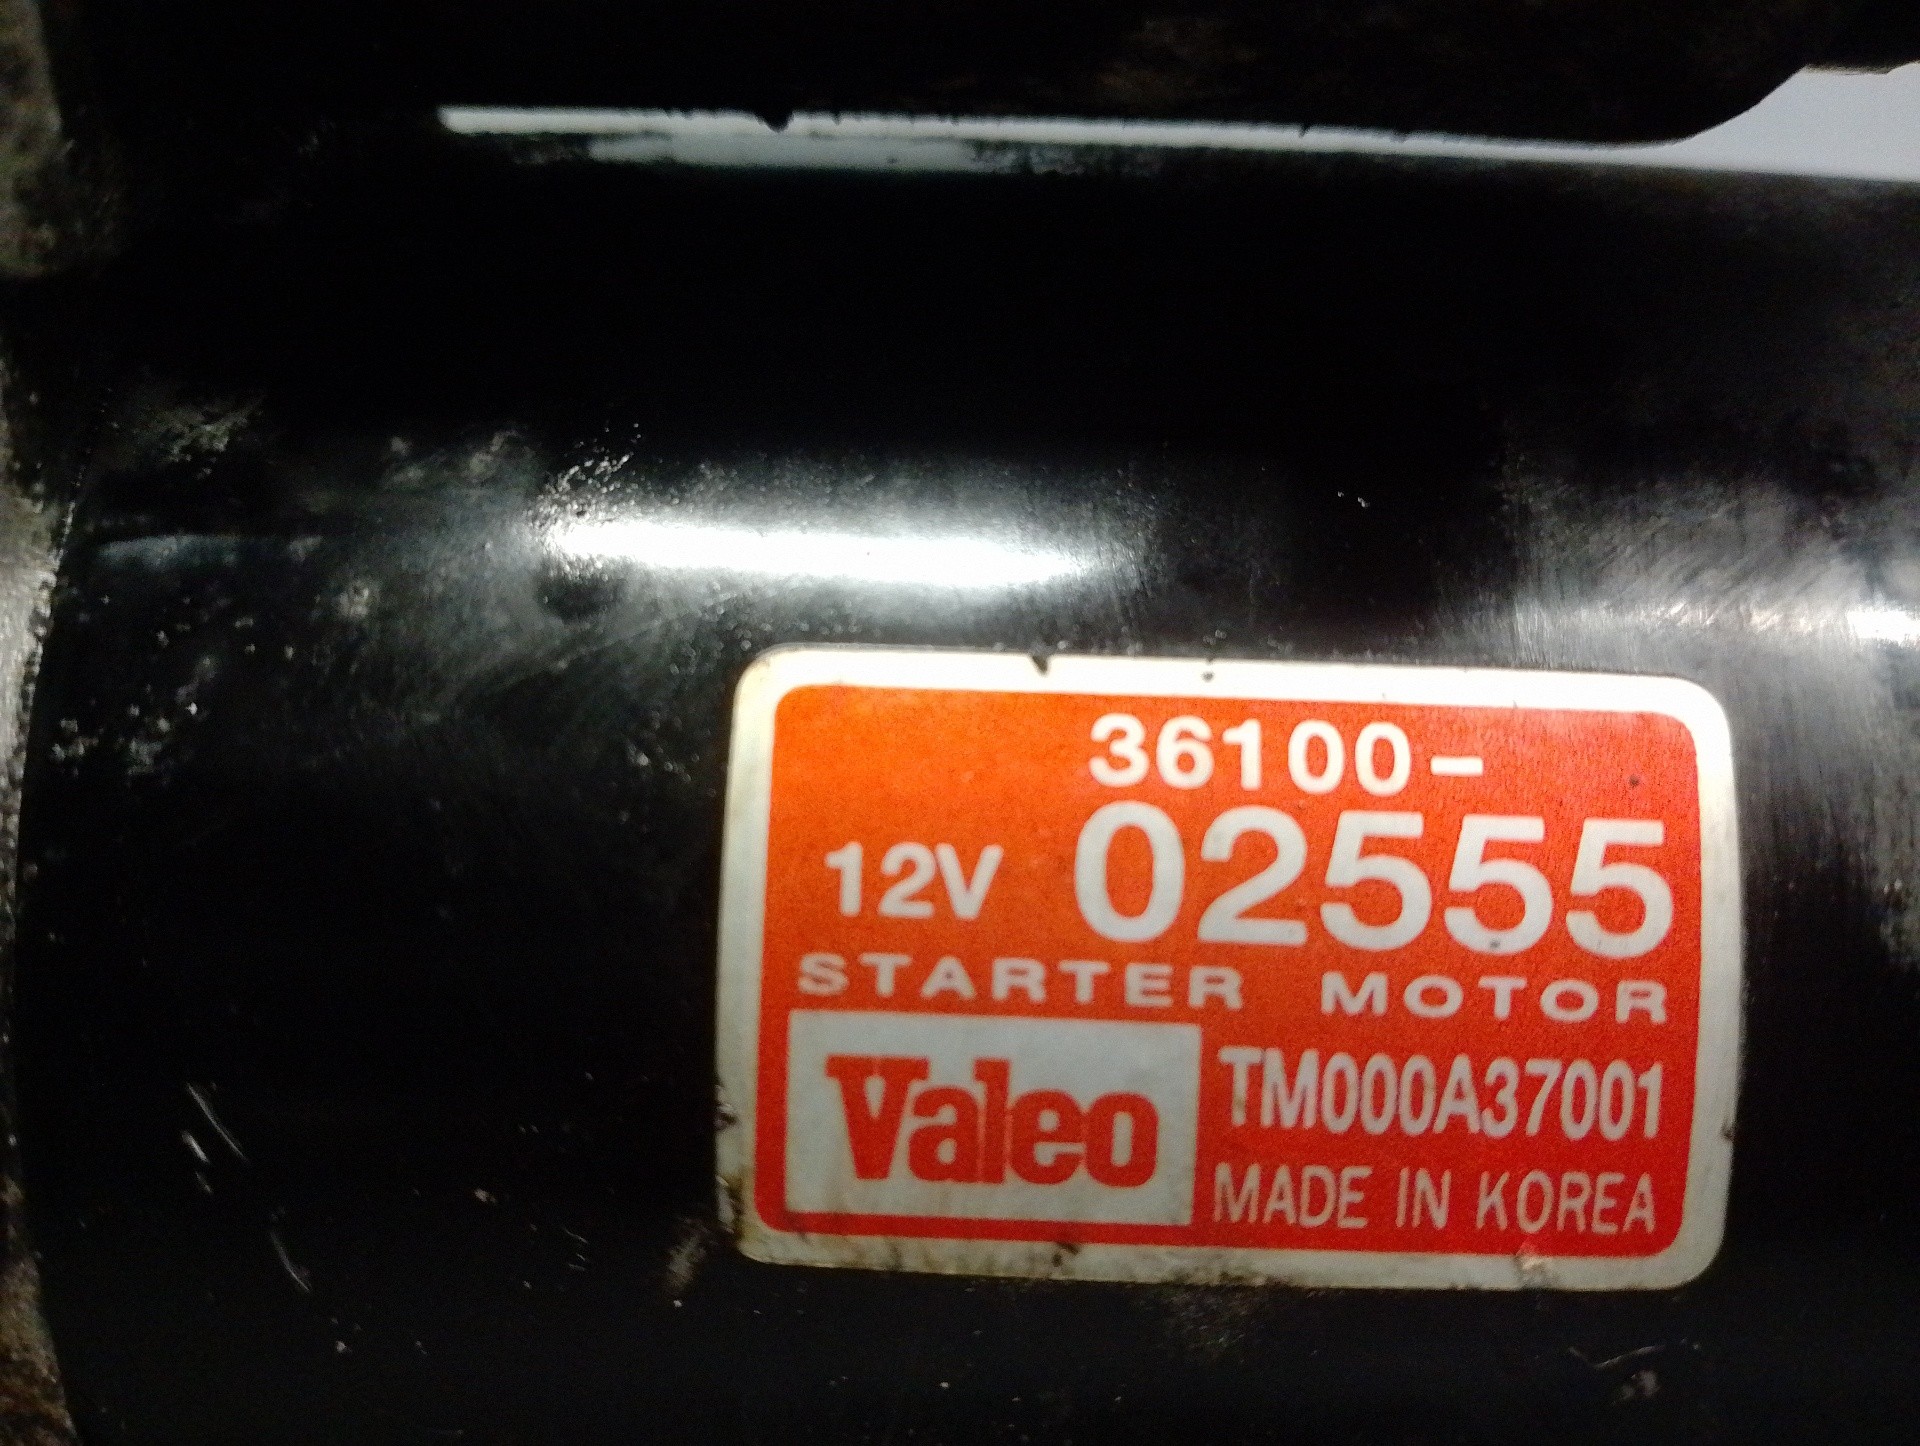 36100-
12V 02555
STARTER MOTOR
Valeo TM000A37001
MADE IN KOREA